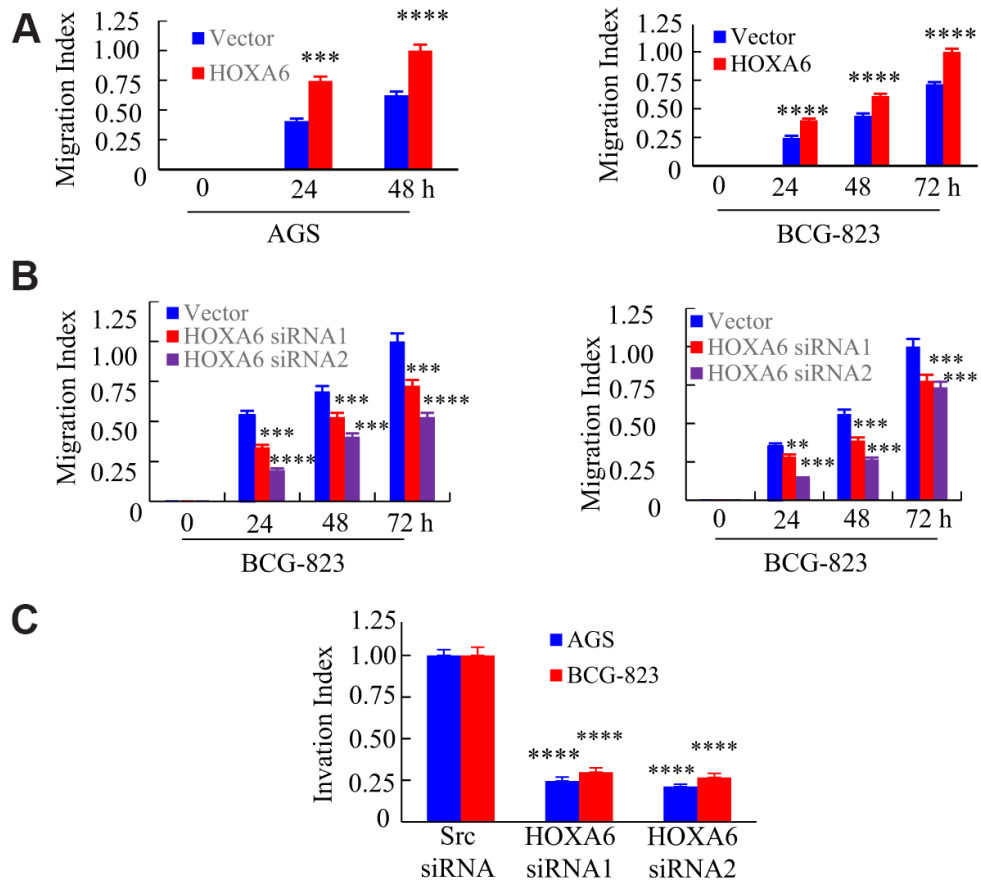 A
Migration Index
1.25
1.00
0.75
0.50
0.25
0
Vector
HOXA6
***
****
0 24 48 h
AGS
Migration Index
1.25
1.00
0.75
0.50
0.25
0
Vector
HOXA6
****
****
****
0 24 48 72 h
BCG-823
B
Migration Index
1.25
1.00
0.75
0.50
0.25
0
Vector
HOXA6 siRNA1
HOXA6 siRNA2
***
****
***
***
***
****
0 24 48 72 h
BCG-823
Migration Index
1.25
1.00
0.75
0.50
0.25
0
Vector
HOXA6 siRNA1
HOXA6 siRNA2
**
***
***
***
***
***
0 24 48 72 h
BCG-823
C
Invation Index
1.25
1.00
0.75
0.50
0.25
0
AGS
BCG-823
****
****
****
****
Src HOXA6 HOXA6
siRNA siRNA1 siRNA2